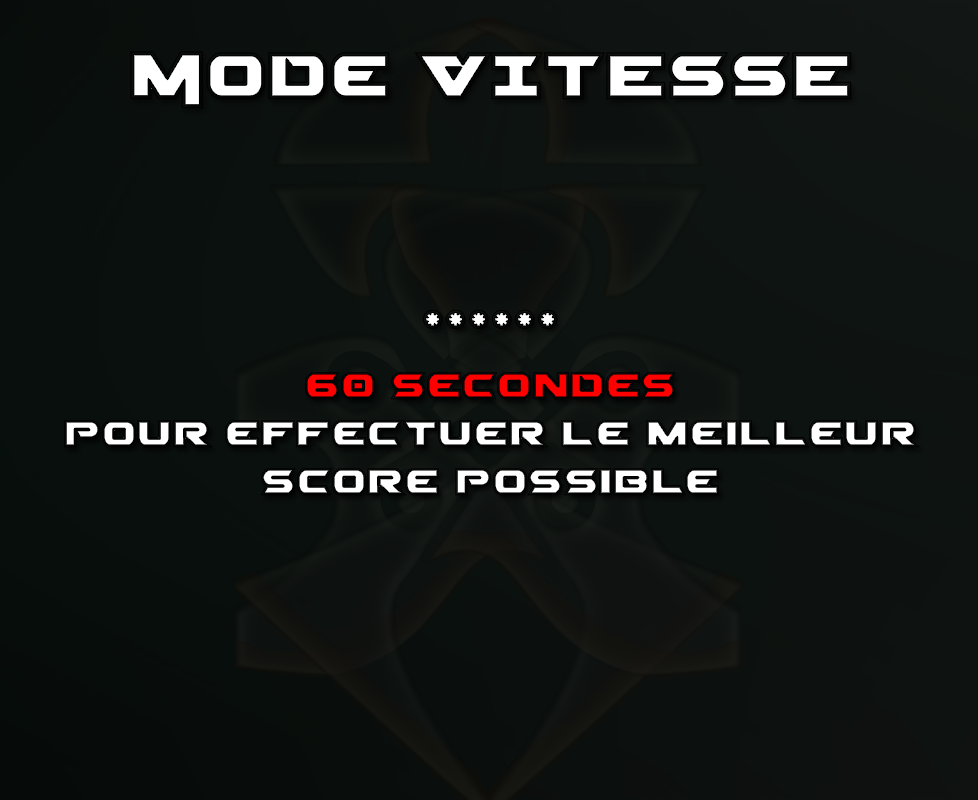 MODE VITESSE
******
60 SECONDES
POUR EFFECTUER LE MEILLEUR
SCORE POSSIBLE